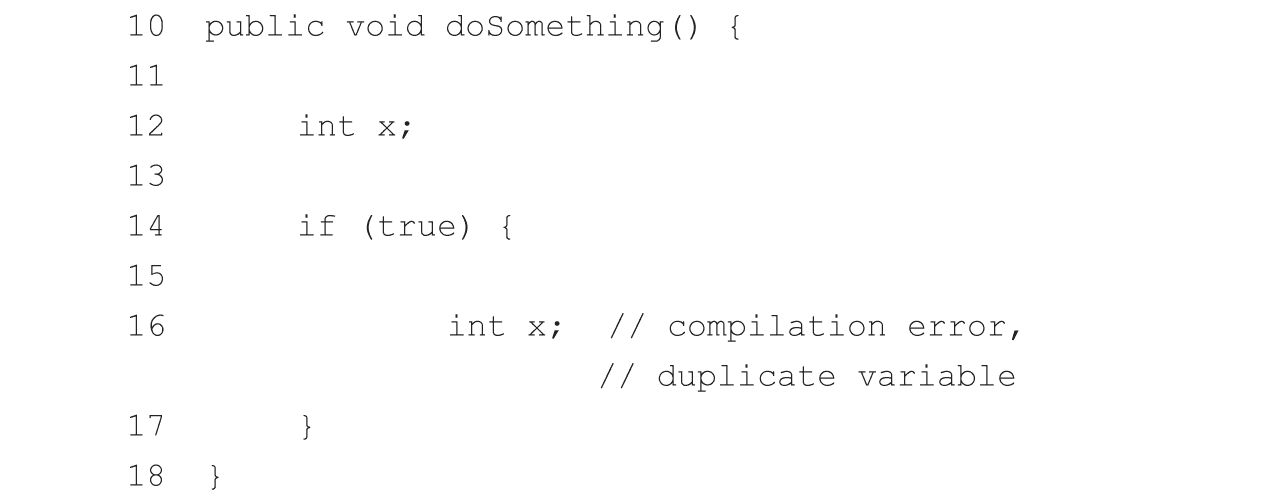 10 public void doSomething() {
11
12 int x;
13
14 if (true) {
15
16 int x; // compilation error,
// duplicate variable
17 }
18 }